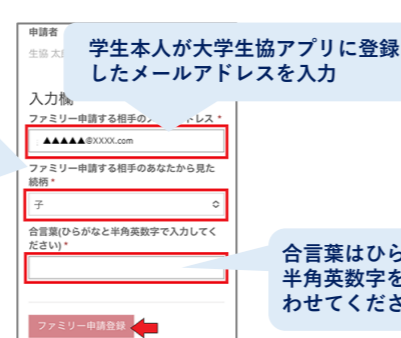 申請者
生協 太
学生本人が大学生協アプリに登録
したメールアドレスを入力
入力欄
ファミリー申請する相手のメ ドレス *
▲▲▲▲▲@XXXX.com
ファミリー申請する相手のあなたから見た
続柄 *
子
合言葉(ひらがなと半角英数字で入力してく
ださい) *
合言葉はひら
半角英数字を
わせてくださ
ファミリー申請登録